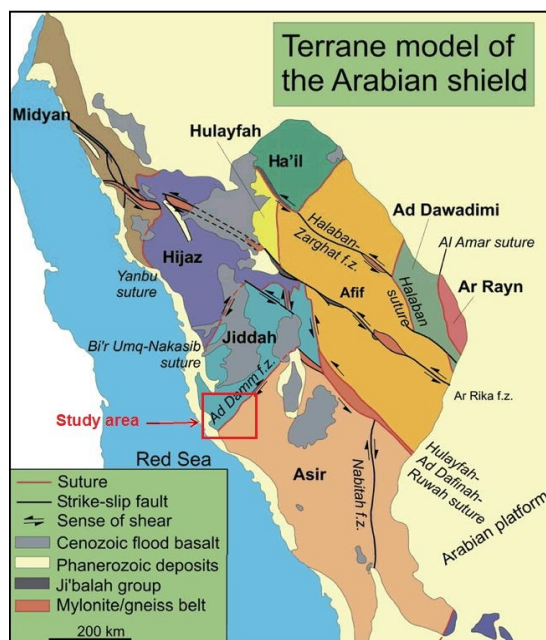 Terrane model of
the Arabian shield
Midyan
Hulayfah
Ha'il
Ad Dawadimi
Halaban-
Zarghat f.z.
Al Amar suture
Hijaz
Yanbu
suture
Afif
Halaban
suture
Ar Rayn
Bi'r Umq-Nakasib
suture
Jiddah
Ad Damm f.z.
Ar Rika f.z.
Study area
Red Sea
Asir
Nabitah f.z.
Hulayfah-
Ad Dafinah-
Ruwah suture
Arabian platform
Suture
Strike-slip fault
Sense of shear
Cenozoic flood basalt
Phanerozoic deposits
Ji'balah group
Mylonite/gneiss belt
200 km